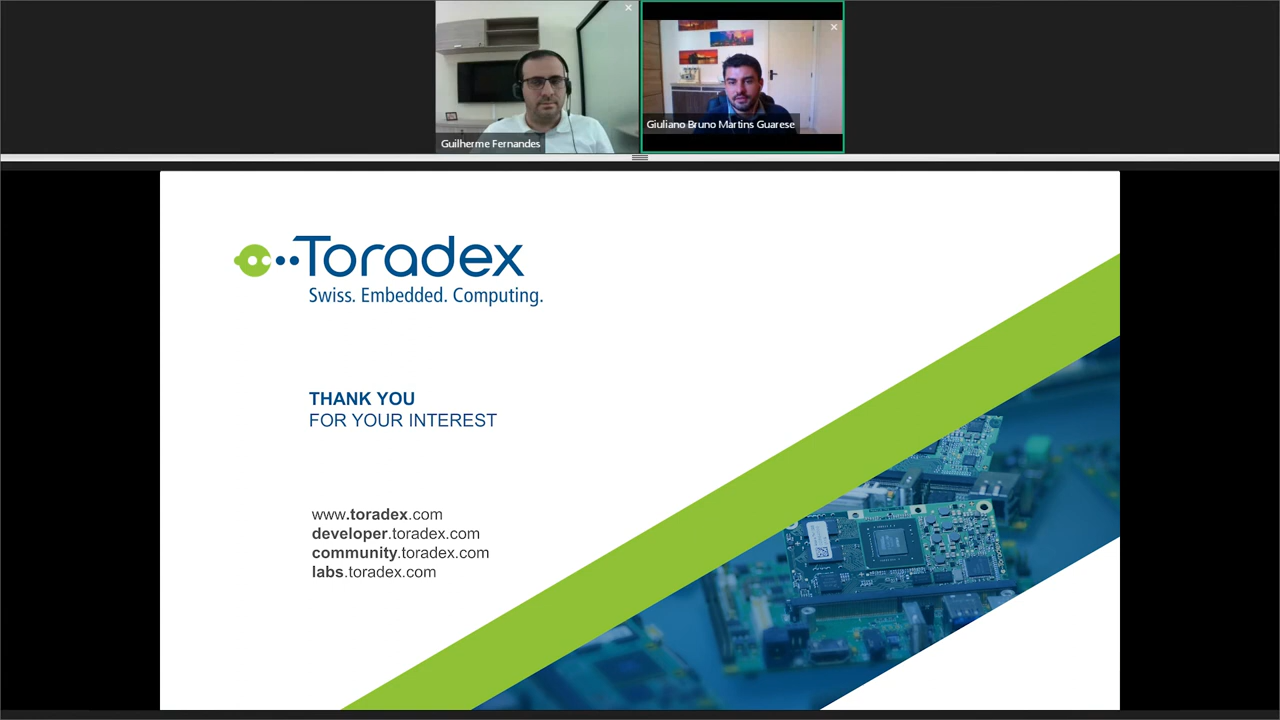 Guilherme Fernandes
Giuliano Bruno Martins Guarese
Toradex
Swiss. Embedded. Computing.
THANK YOU
FOR YOUR INTEREST
www.toradex.com
developer.toradex.com
community.toradex.com
labs.toradex.com